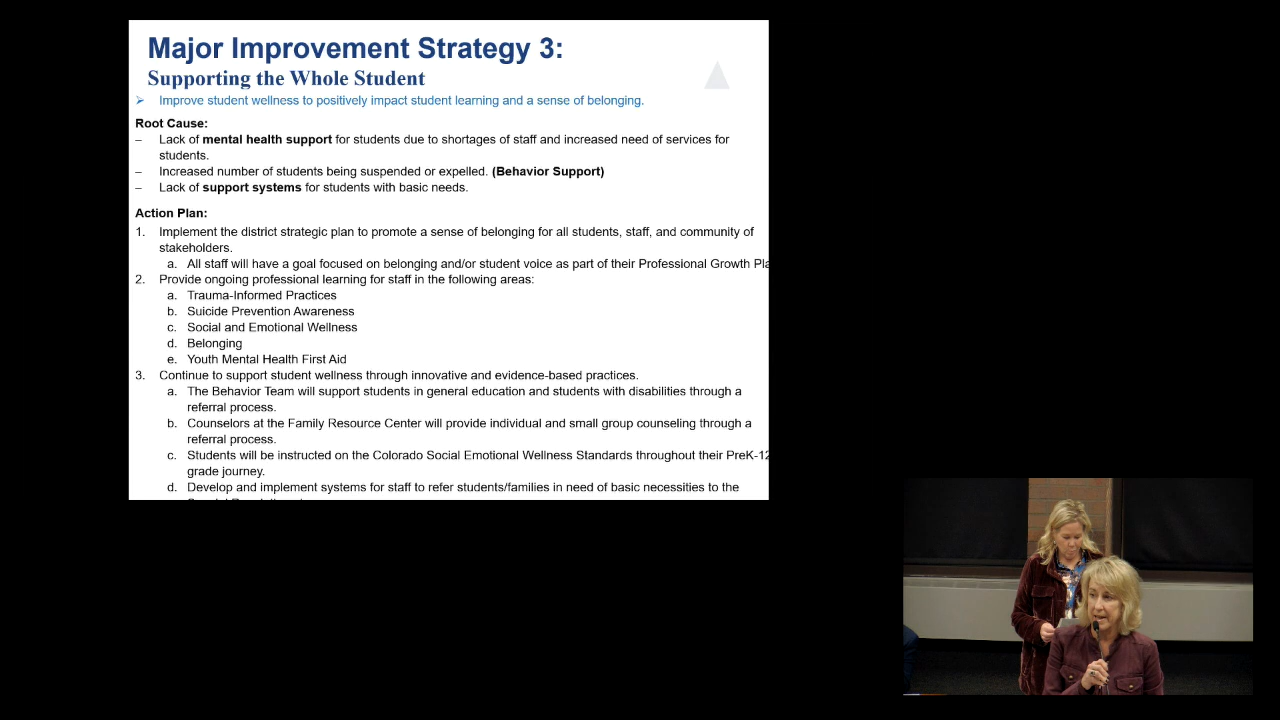 Major Improvement Strategy 3:
Supporting the Whole Student
➢ Improve student wellness to positively impact student learning and a sense of belonging.
Root Cause:
– Lack of mental health support for students due to shortages of staff and increased need of services for
students.
– Increased number of students being suspended or expelled. (Behavior Support)
– Lack of support systems for students with basic needs.
Action Plan:
1. Implement the district strategic plan to promote a sense of belonging for all students, staff, and community of
stakeholders.
a. All staff will have a goal focused on belonging and/or student voice as part of their Professional Growth Pla
2. Provide ongoing professional learning for staff in the following areas:
a. Trauma-Informed Practices
b. Suicide Prevention Awareness
c. Social and Emotional Wellness
d. Belonging
e. Youth Mental Health First Aid
3. Continue to support student wellness through innovative and evidence-based practices.
a. The Behavior Team will support students in general education and students with disabilities through a
referral process.
b. Counselors at the Family Resource Center will provide individual and small group counseling through a
referral process.
c. Students will be instructed on the Colorado Social Emotional Wellness Standards throughout their PreK-12
grade journey.
d. Develop and implement systems for staff to refer students/families in need of basic necessities to the